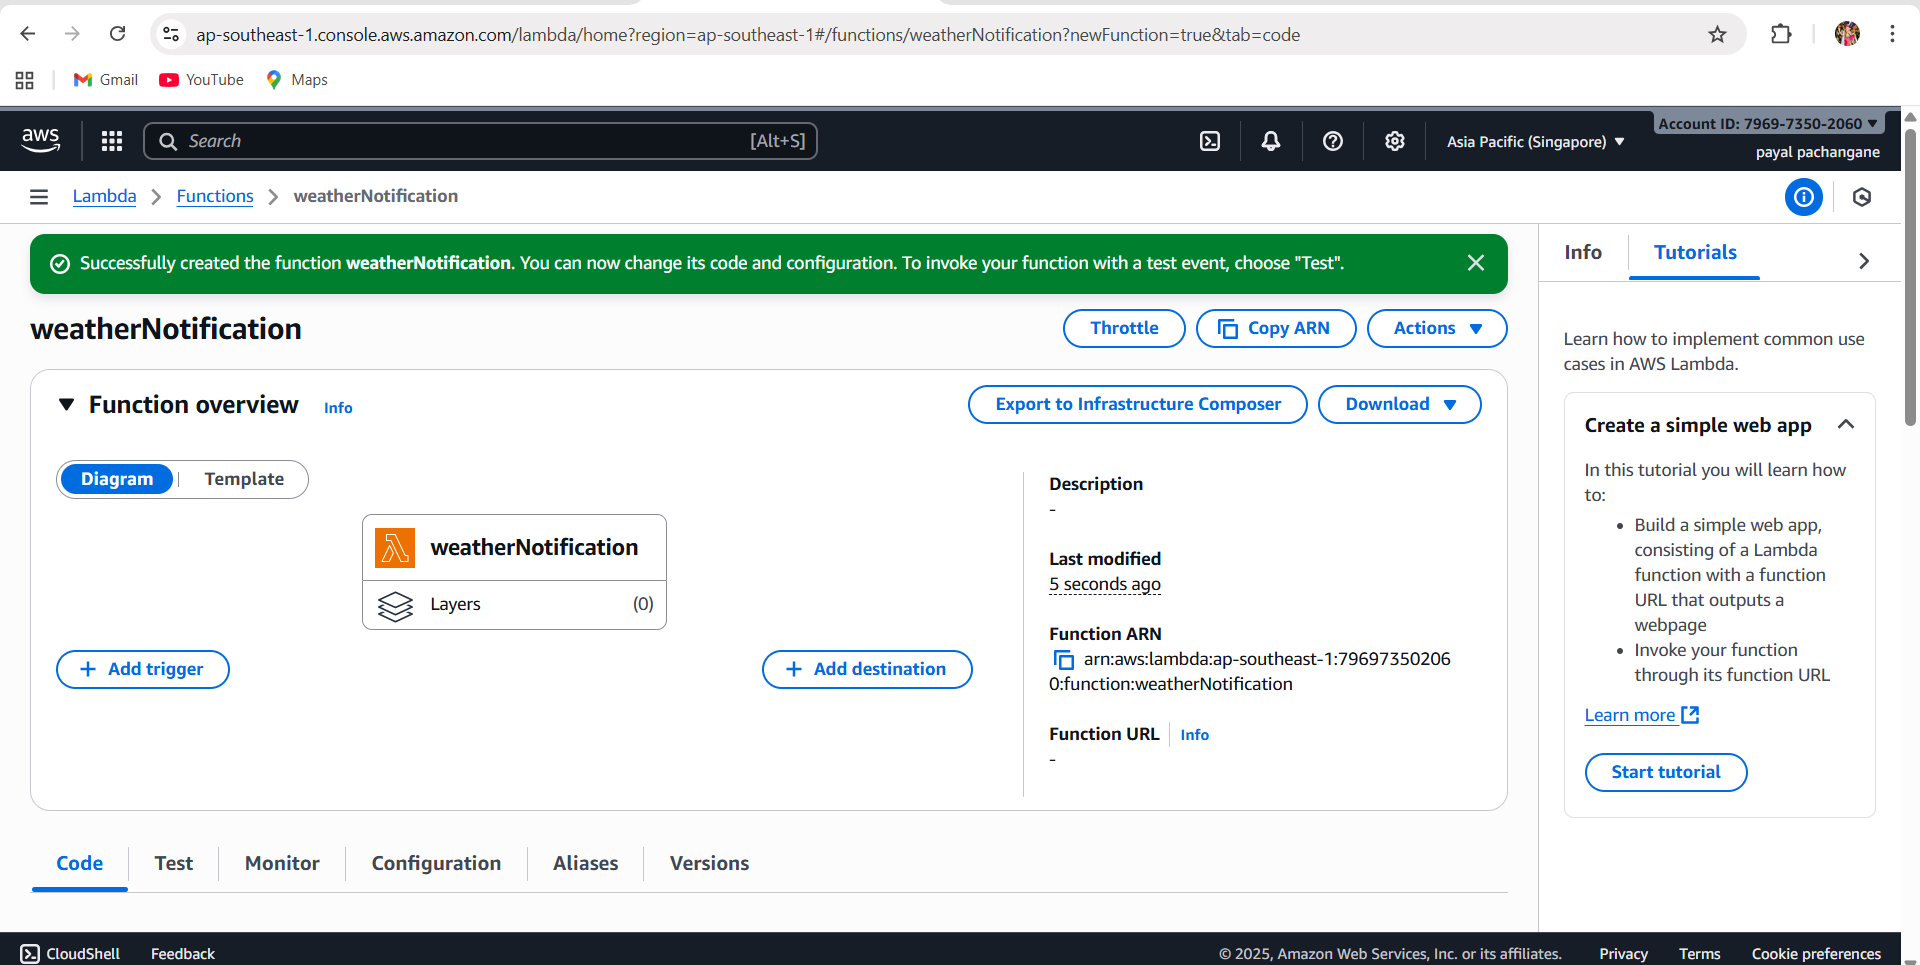 ap-southeast-1.console.aws.amazon.com/lambda/home?region=ap-southeast-1#/functions/weatherNotification?newFunction=true&tab=code
Gmail YouTube Maps
aws Search [Alt+S] Asia Pacific (Singapore) Account ID: 7969-7350-2060
payal pachangane
Lambda Functions weatherNotification
Successfully created the function weatherNotification. You can now change its code and configuration. To invoke your function with a test event, choose "Test".
weatherNotification
Throttle Copy ARN Actions
Function overview Info
Export to Infrastructure Composer Download
Diagram Template
weatherNotification
Layers (0)
Add trigger
Add destination
Description
-
Last modified
5 seconds ago
Function ARN
arn:aws:lambda:ap-southeast-1:79697350206
0:function:weatherNotification
Function URL Info
-
Code Test Monitor Configuration Aliases Versions
Info Tutorials
Learn how to implement common use
cases in AWS Lambda.
Create a simple web app
In this tutorial you will learn how
to:
• Build a simple web app,
consisting of a Lambda
function with a function
URL that outputs a
webpage
• Invoke your function
through its function URL
Learn more
Start tutorial
CloudShell Feedback © 2025, Amazon Web Services, Inc. or its affiliates. Privacy Terms Cookie preferences